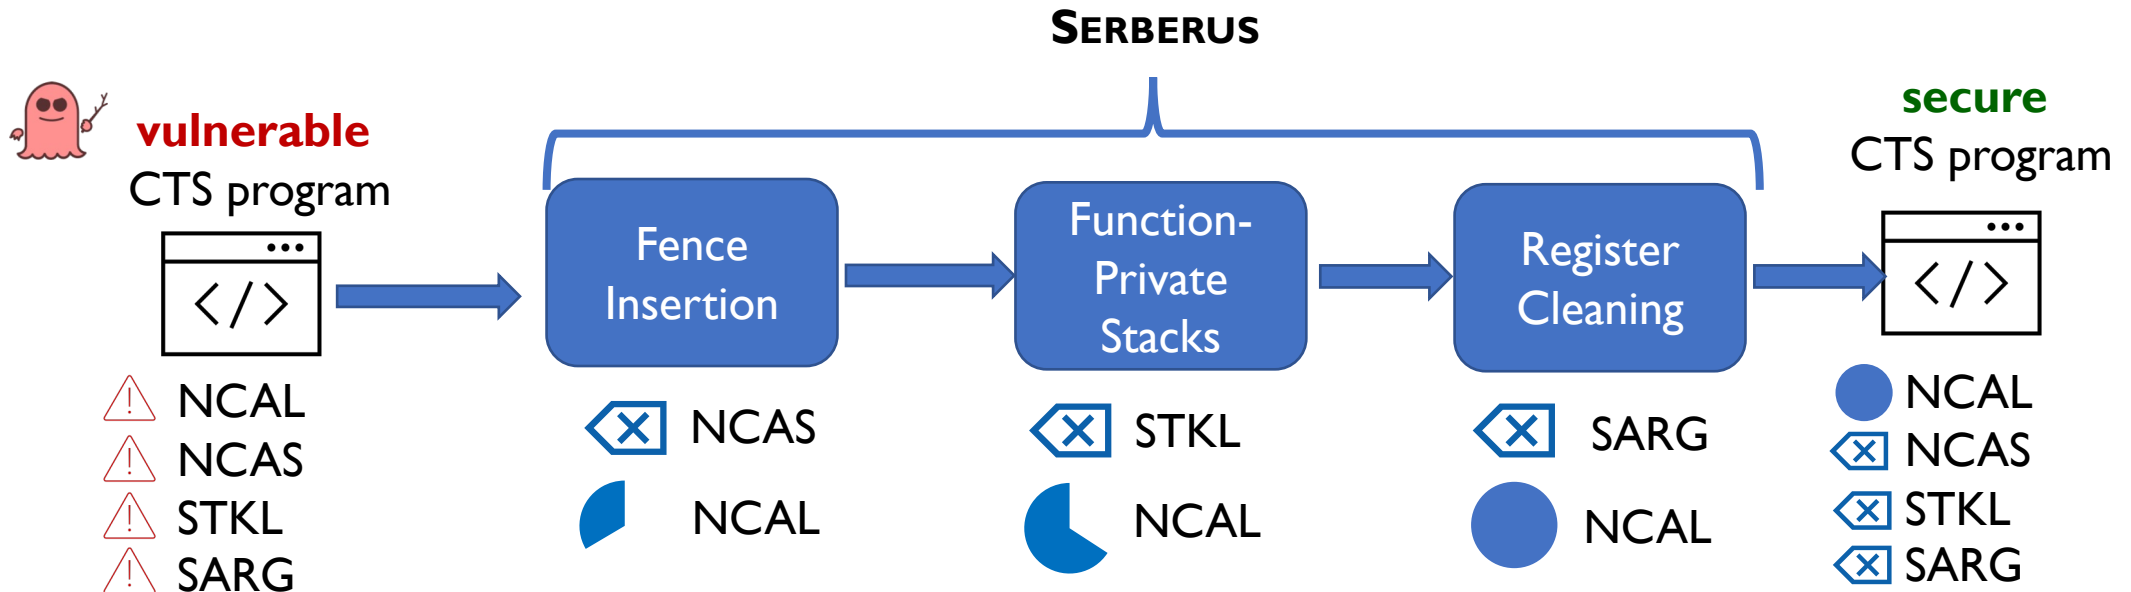 SERBERUS
vulnerable
CTS program
</>
NCAL
NCAS
STKL
SARG
Fence
Insertion
NCAS
NCAL
Function-
Private
Stacks
STKL
NCAL
Register
Cleaning
SARG
NCAL
secure
CTS program
</>
NCAL
NCAS
STKL
SARG